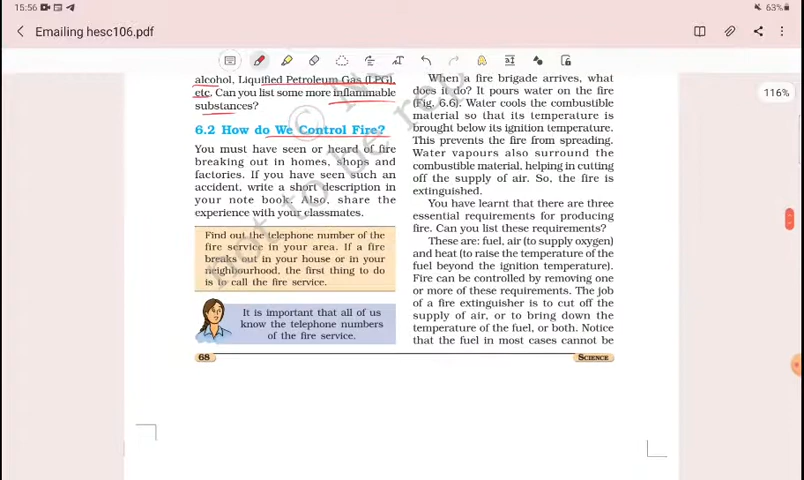 15:56
63%
Emailing hesc106.pdf
116%
alcohol, Liquified Petroleum Gas (LPG),
etc. Can you list some more inflammable
substances?
6.2 How do We Control Fire?
You must have seen or heard of fire
breaking out in homes, shops and
factories. If you have seen such an
accident, write a short description in
your note book. Also, share the
experience with your classmates.
Find out the telephone number of the
fire service in your area. If a fire
breaks out in your house or in your
neighbourhood, the first thing to do
is to call the fire service.
It is important that all of us
know the telephone numbers
of the fire service.
When a fire brigade arrives, what
does it do? It pours water on the fire
(Fig. 6.6). Water cools the combustible
material so that its temperature is
brought below its ignition temperature.
This prevents the fire from spreading.
Water vapours also surround the
combustible material, helping in cutting
off the supply of air. So, the fire is
extinguished.
You have learnt that there are three
essential requirements for producing
fire. Can you list these requirements?
These are: fuel, air (to supply oxygen)
and heat (to raise the temperature of the
fuel beyond the ignition temperature).
Fire can be controlled by removing one
or more of these requirements. The job
of a fire extinguisher is to cut off the
supply of air, or to bring down the
temperature of the fuel, or both. Notice
that the fuel in most cases cannot be
68
SCIENCE
not to be rep
© N